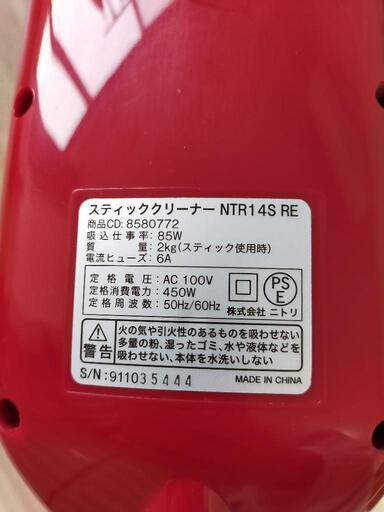 スティッククリーナー NTR14S RE
商品CD: 8580772
吸込仕事率: 85W
質量: 2kg(スティック使用時)
電流ヒューズ: 6A
定格電圧: AC 100V
定格消費電力: 450W
定格周波数: 50Hz/60Hz
PS
E
株式会社 ニトリ
警告
火の気や引火性のあるものを吸わせない
多量の粉、湿ったゴミ、水や液体などを
吸わせない、本体を水洗いしない
S/N: 911035444
MADE IN CHINA